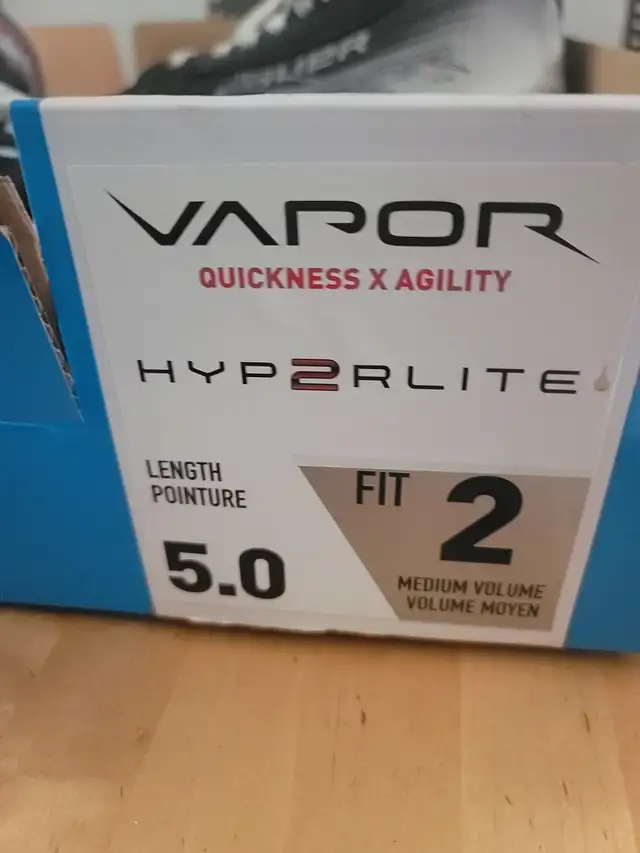 VAPOR
QUICKNESS X AGILITY
HYP2RLITE
LENGTH
POINTURE
5.0
FIT 2
MEDIUM VOLUME
VOLUME MOYEN